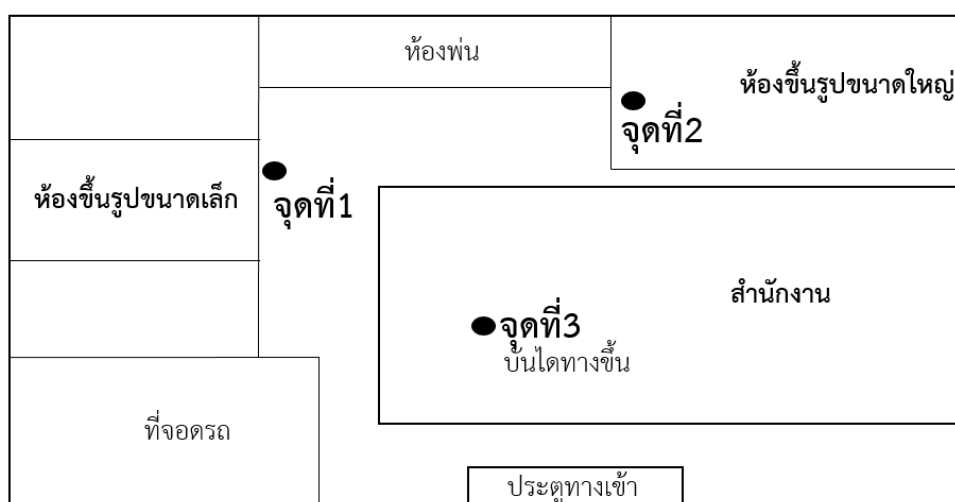 ห้องพ่น
ห้องขึ้นรูปขนาดใหญ่
จุดที่2
ห้องขึ้นรูปขนาดเล็ก
จุดที่1
สำนักงาน
จุดที่3
บันไดทางขึ้น
ที่จอดรถ
ประตูทางเข้า